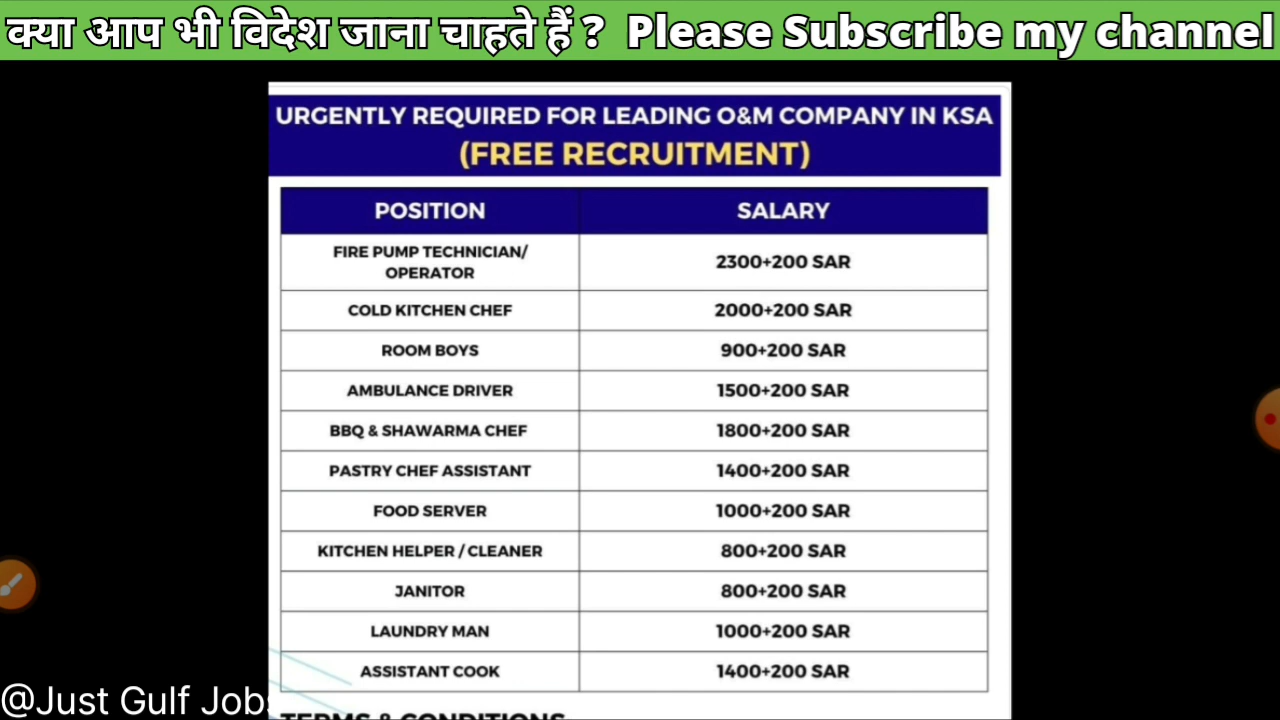 क्या आप भी विदेश जाना चाहते हैं ? Please Subscribe my channel
URGENTLY REQUIRED FOR LEADING O&M COMPANY IN KSA
(FREE RECRUITMENT)
POSITION SALARY
FIRE PUMP TECHNICIAN/
OPERATOR 2300+200 SAR
COLD KITCHEN CHEF 2000+200 SAR
ROOM BOYS 900+200 SAR
AMBULANCE DRIVER 1500+200 SAR
BBQ & SHAWARMA CHEF 1800+200 SAR
PASTRY CHEF ASSISTANT 1400+200 SAR
FOOD SERVER 1000+200 SAR
KITCHEN HELPER / CLEANER 800+200 SAR
JANITOR 800+200 SAR
LAUNDRY MAN 1000+200 SAR
ASSISTANT COOK 1400+200 SAR
@Just Gulf Jobs
TERMS & CONDITIONS